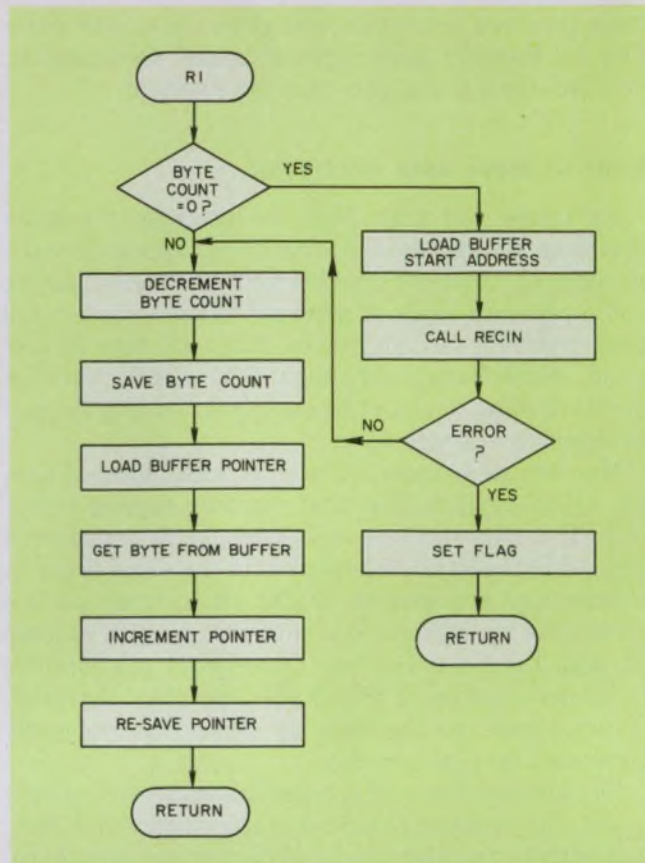 RI
BYTE
COUNT
=0?
YES
NO
DECREMENT
BYTE COUNT
SAVE BYTE COUNT
LOAD BUFFER POINTER
GET BYTE FROM BUFFER
INCREMENT POINTER
RE-SAVE POINTER
RETURN
LOAD BUFFER
START ADDRESS
CALL RECIN
ERROR
?
NO
YES
SET FLAG
RETURN